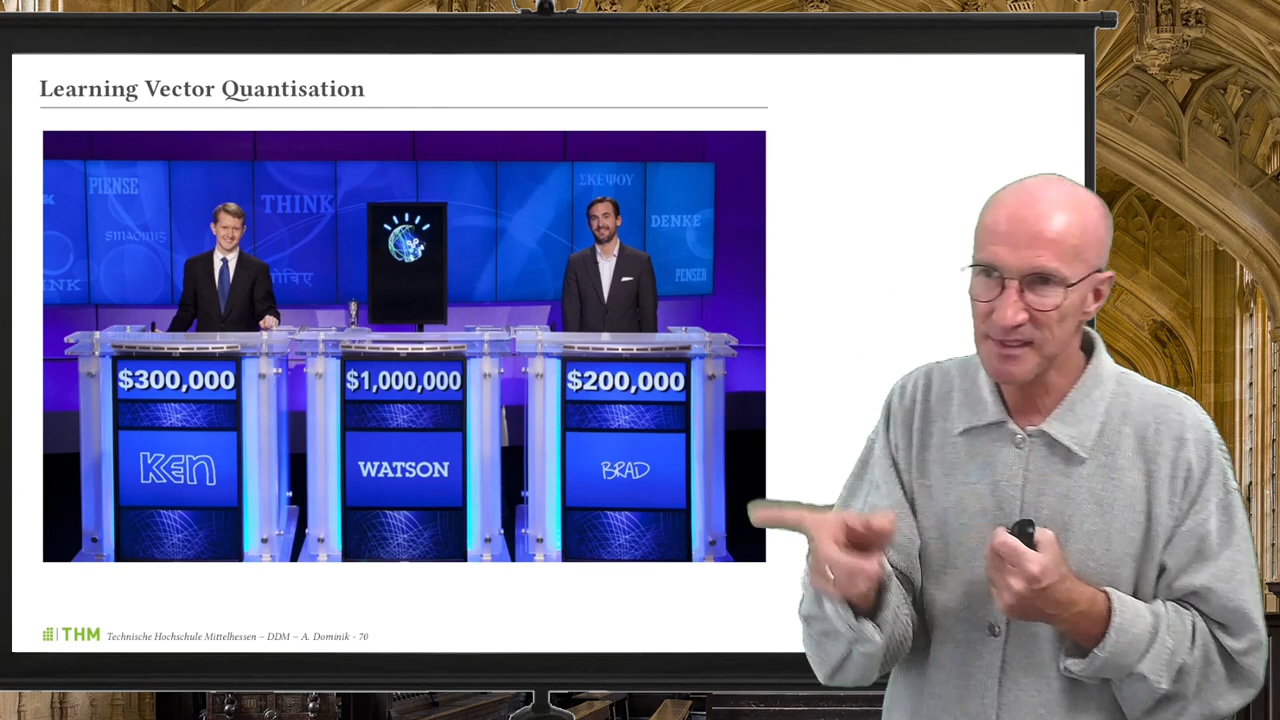 Learning Vector Quantisation
PIENSE
THINK
ΣΚΕΨΟΥ
DENKE
PENSER
$300,000
$1,000,000
$200,000
KEN
WATSON
BRAD
THM Technische Hochschule Mittelhessen – DDM – A. Dominik - 70